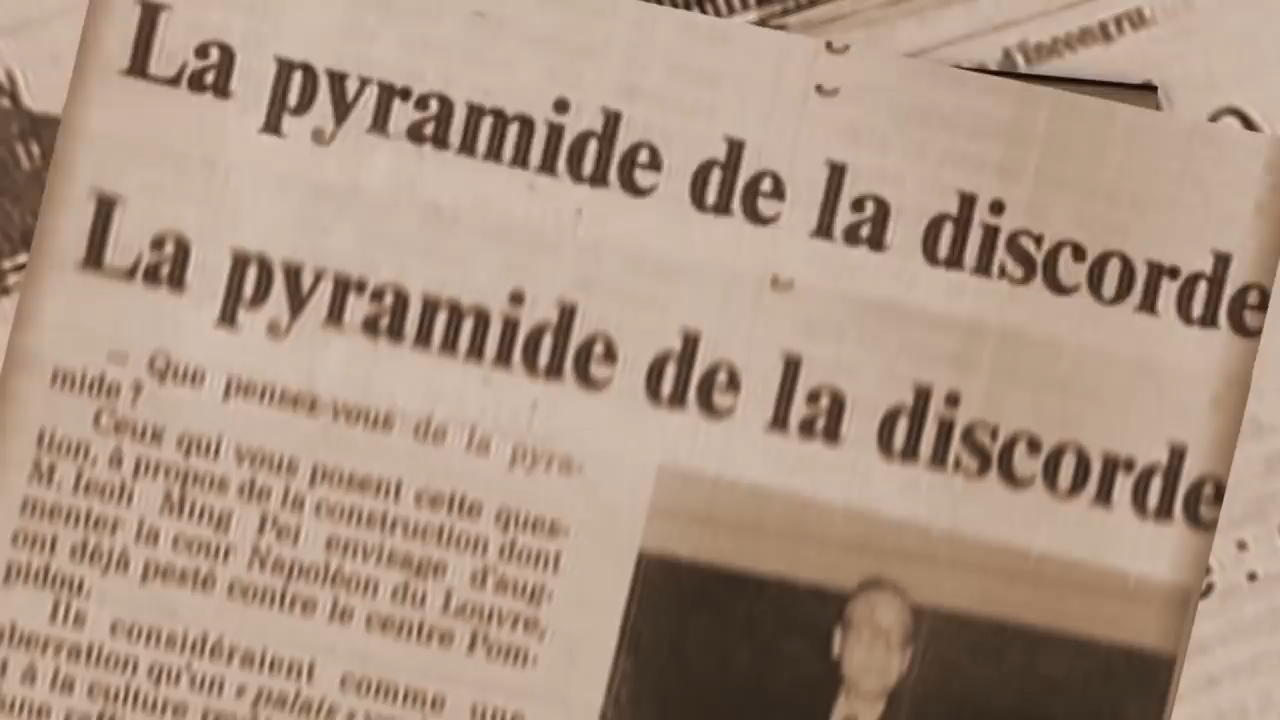 d'incongru
La pyramide de la discorde
La pyramide de la discorde
– Que pensez-vous de la pyra-
mide ?
Ceux qui vous posent cette ques-
tion, à propos de la construction dont
M. Ieoh Ming Pei envisage d'aug-
menter la cour Napoléon du Louvre,
ont déjà pesté contre le centre Pom-
pidou.
Ils considéraient comme une
aberration qu'un « palais
à la culture